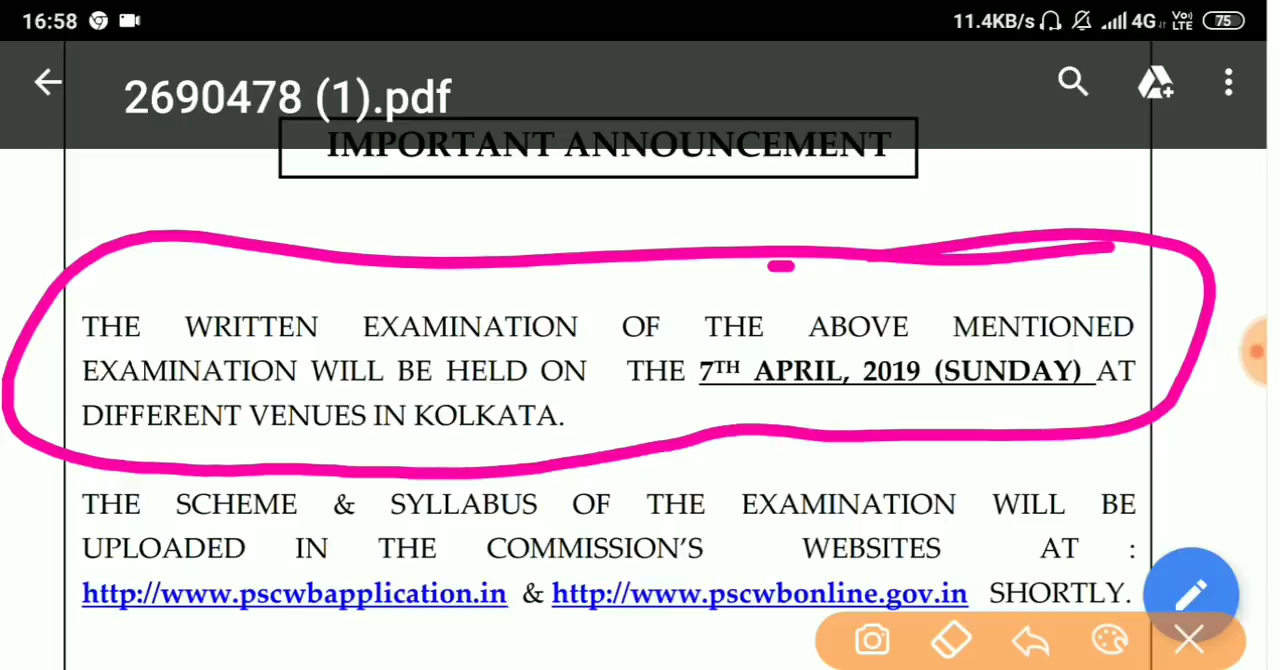 16:58 11.4KB/s 4G Vo)) LTE 75
2690478 (1).pdf
IMPORTANT ANNOUNCEMENT
THE WRITTEN EXAMINATION OF THE ABOVE MENTIONED
EXAMINATION WILL BE HELD ON THE 7TH APRIL, 2019 (SUNDAY) AT
DIFFERENT VENUES IN KOLKATA.
THE SCHEME & SYLLABUS OF THE EXAMINATION WILL BE
UPLOADED IN THE COMMISSION'S WEBSITES AT :
http://www.pscwbapplication.in & http://www.pscwbonline.gov.in SHORTLY.